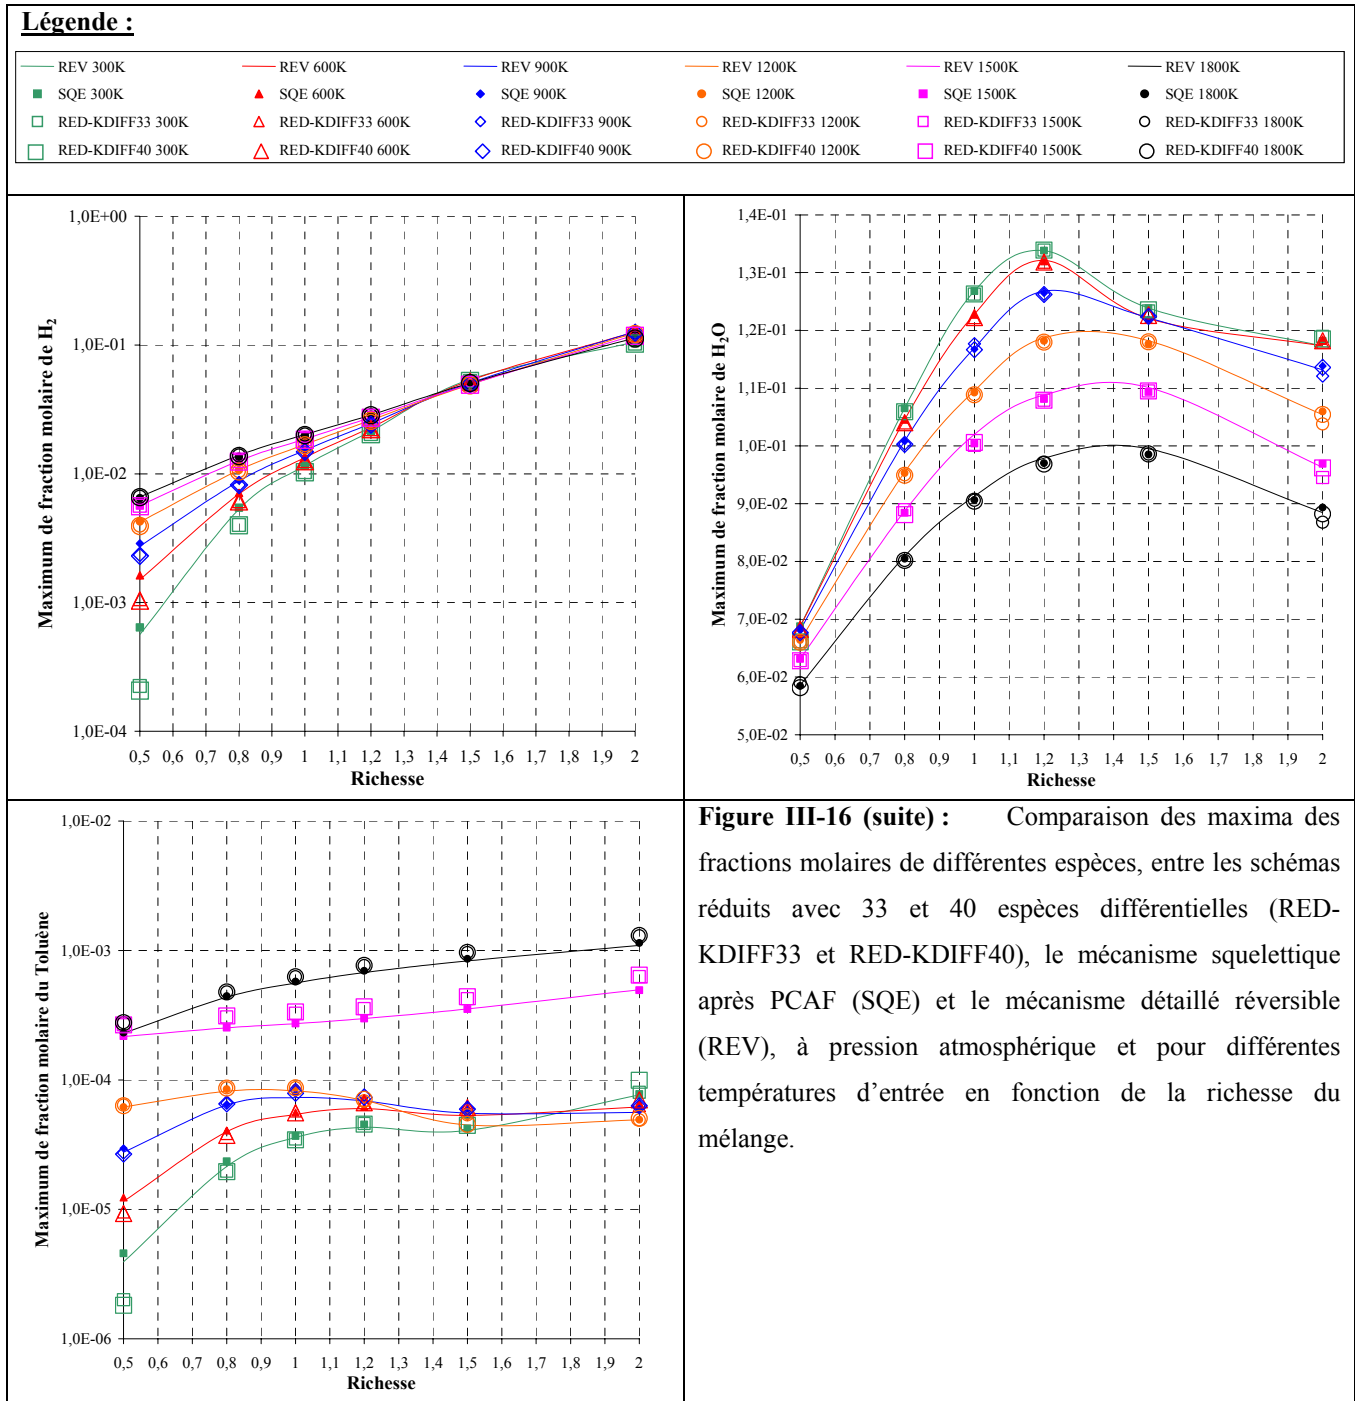 Légende :
REV 300K REV 600K REV 900K REV 1200K REV 1500K REV 1800K
SQE 300K SQE 600K SQE 900K SQE 1200K SQE 1500K SQE 1800K
RED-KDIFF33 300K RED-KDIFF33 600K RED-KDIFF33 900K RED-KDIFF33 1200K RED-KDIFF33 1500K RED-KDIFF33 1800K
RED-KDIFF40 300K RED-KDIFF40 600K RED-KDIFF40 900K RED-KDIFF40 1200K RED-KDIFF40 1500K RED-KDIFF40 1800K
Maximum de fraction molaire de H₂
1,0E+00
1,0E-01
1,0E-02
1,0E-03
1,0E-04
0,5 0,6 0,7 0,8 0,9 1 1,1 1,2 1,3 1,4 1,5 1,6 1,7 1,8 1,9 2
Richesse
Maximum de fraction molaire de H₂O
1,4E-01
1,3E-01
1,2E-01
1,1E-01
1,0E-01
9,0E-02
8,0E-02
7,0E-02
6,0E-02
5,0E-02
0,5 0,6 0,7 0,8 0,9 1 1,1 1,2 1,3 1,4 1,5 1,6 1,7 1,8 1,9 2
Richesse
Maximum de fraction molaire du Toluène
1,0E-02
1,0E-03
1,0E-04
1,0E-05
1,0E-06
0,5 0,6 0,7 0,8 0,9 1 1,1 1,2 1,3 1,4 1,5 1,6 1,7 1,8 1,9 2
Richesse
Figure III-16 (suite) : Comparaison des maxima des
fractions molaires de différentes espèces, entre les schémas
réduits avec 33 et 40 espèces différentielles (RED-
KDIFF33 et RED-KDIFF40), le mécanisme squelettique
après PCAF (SQE) et le mécanisme détaillé réversible
(REV), à pression atmosphérique et pour différentes
températures d'entrée en fonction de la richesse du
mélange.